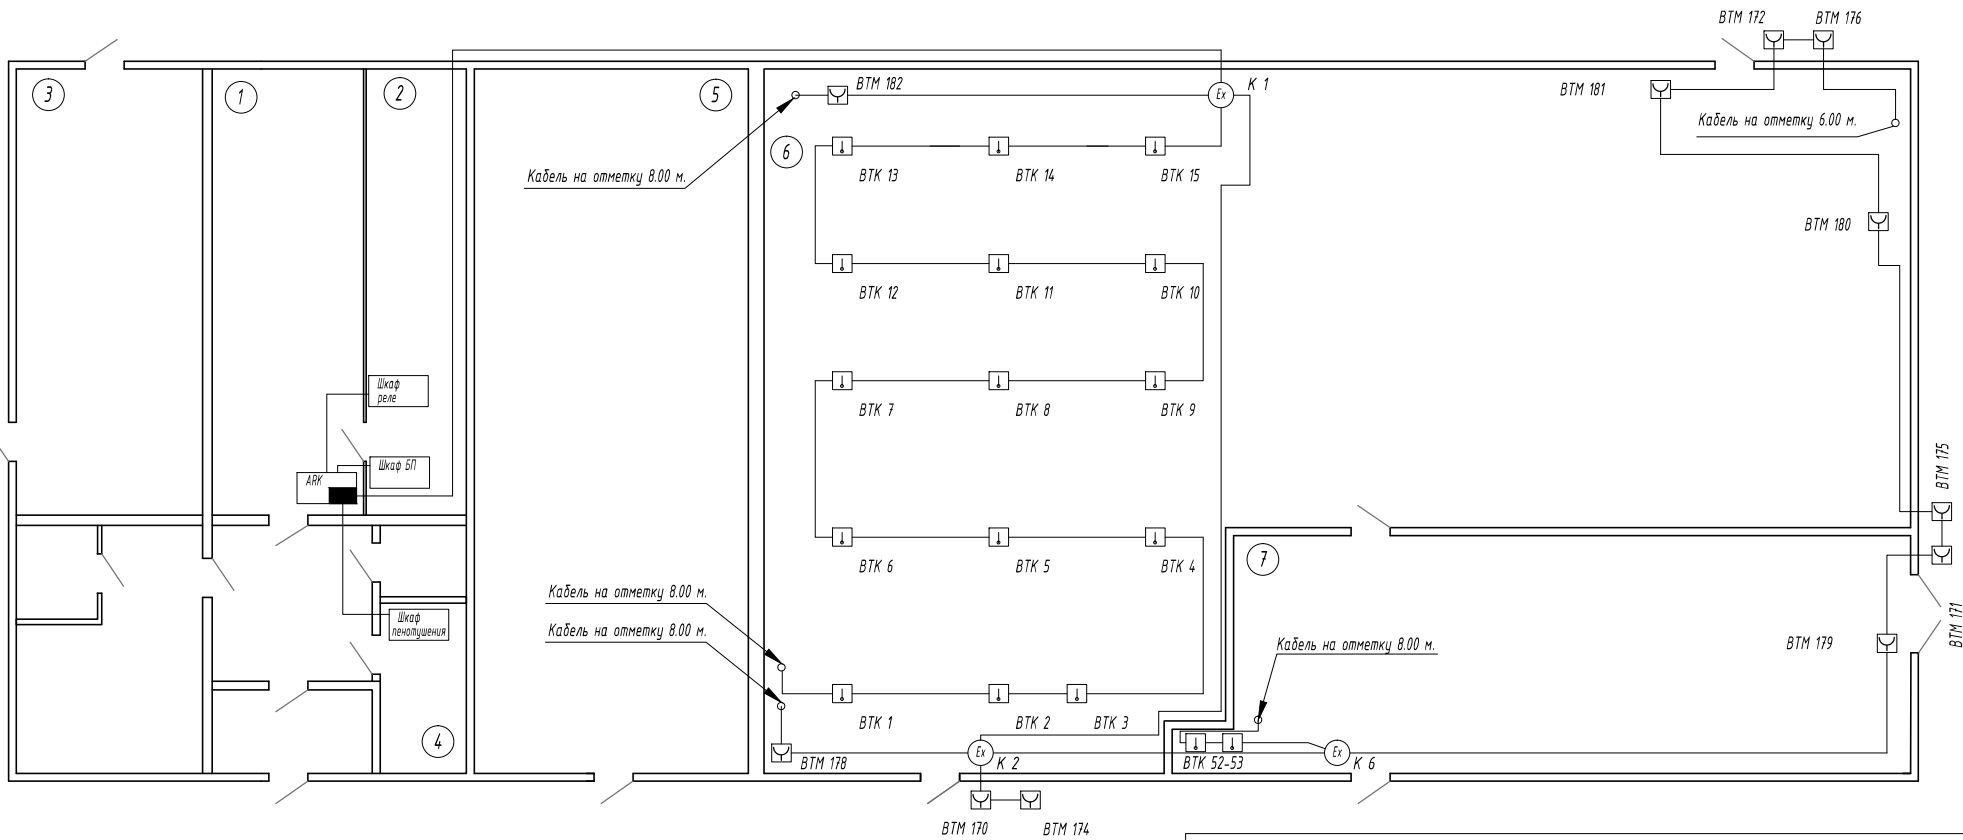 ВТМ 172
ВТМ 176
3
1
2
5
ВТМ 182
Ex
К 1
ВТМ 181
Кабель на отметку 6.00 м.
6
Кабель на отметку 8.00 м.
ВТК 13
ВТК 14
ВТК 15
ВТМ 180
ВТК 12
ВТК 11
ВТК 10
Шкаф
реле
ВТК 7
ВТК 8
ВТК 9
Шкаф БП
ARK
ВТМ 175
7
ВТК 6
ВТК 5
ВТК 4
Кабель на отметку 8.00 м.
Кабель на отметку 8.00 м.
Шкаф
пенотушения
ВТМ 171
Кабель на отметку 8.00 м.
ВТМ 179
ВТК 1
ВТК 2
ВТК 3
4
ВТМ 178
Ex
К 2
ВТК 52-53
Ex
К 6
ВТМ 170
ВТМ 174